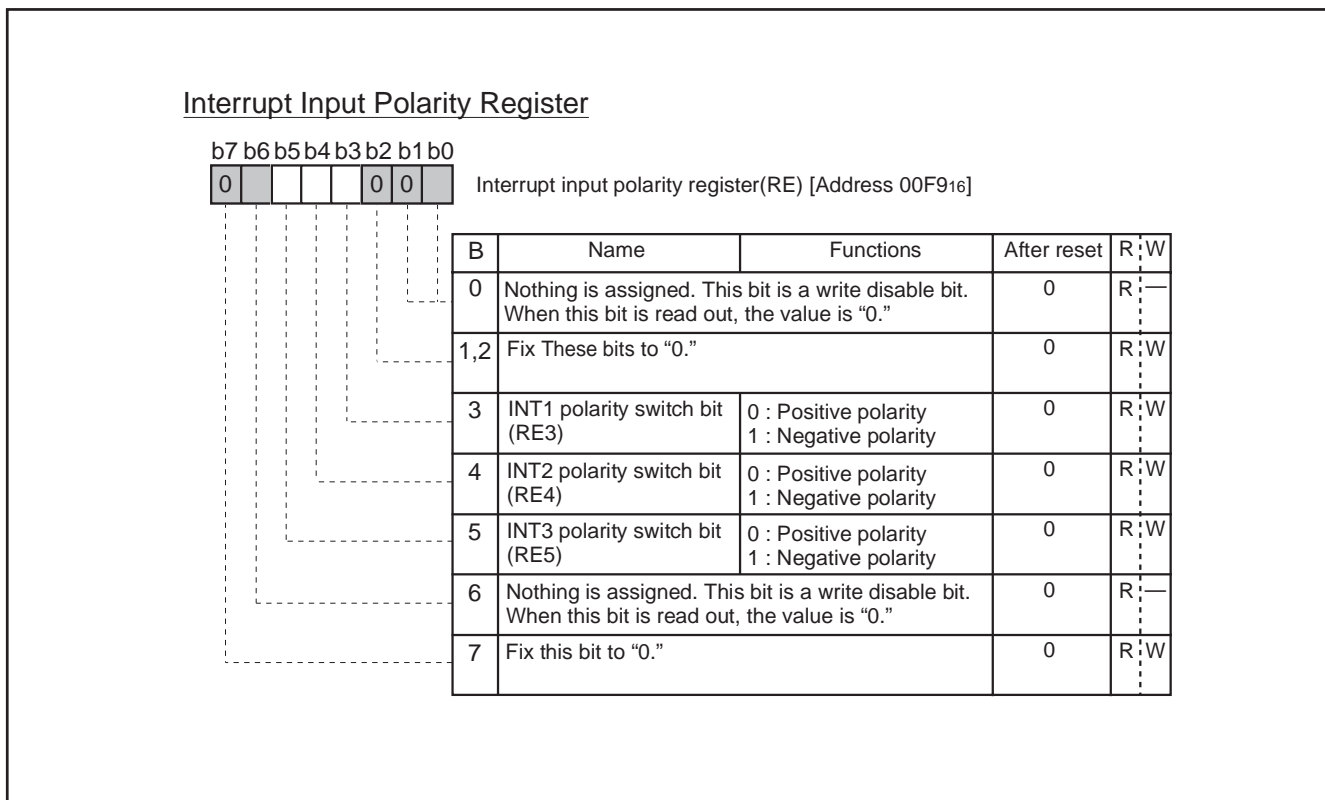 Interrupt Input Polarity Register
b7 b6 b5 b4 b3 b2 b1 b0
0 0 0
Interrupt input polarity register(RE) [Address 00F916]
B Name Functions After reset R W
0 Nothing is assigned. This bit is a write disable bit. 0 R —
When this bit is read out, the value is “0.”
1,2 Fix These bits to “0.” 0 R W
3 INT1 polarity switch bit 0 : Positive polarity 0 R W
(RE3) 1 : Negative polarity
4 INT2 polarity switch bit 0 : Positive polarity 0 R W
(RE4) 1 : Negative polarity
5 INT3 polarity switch bit 0 : Positive polarity 0 R W
(RE5) 1 : Negative polarity
6 Nothing is assigned. This bit is a write disable bit. 0 R —
When this bit is read out, the value is “0.”
7 Fix this bit to “0.” 0 R W